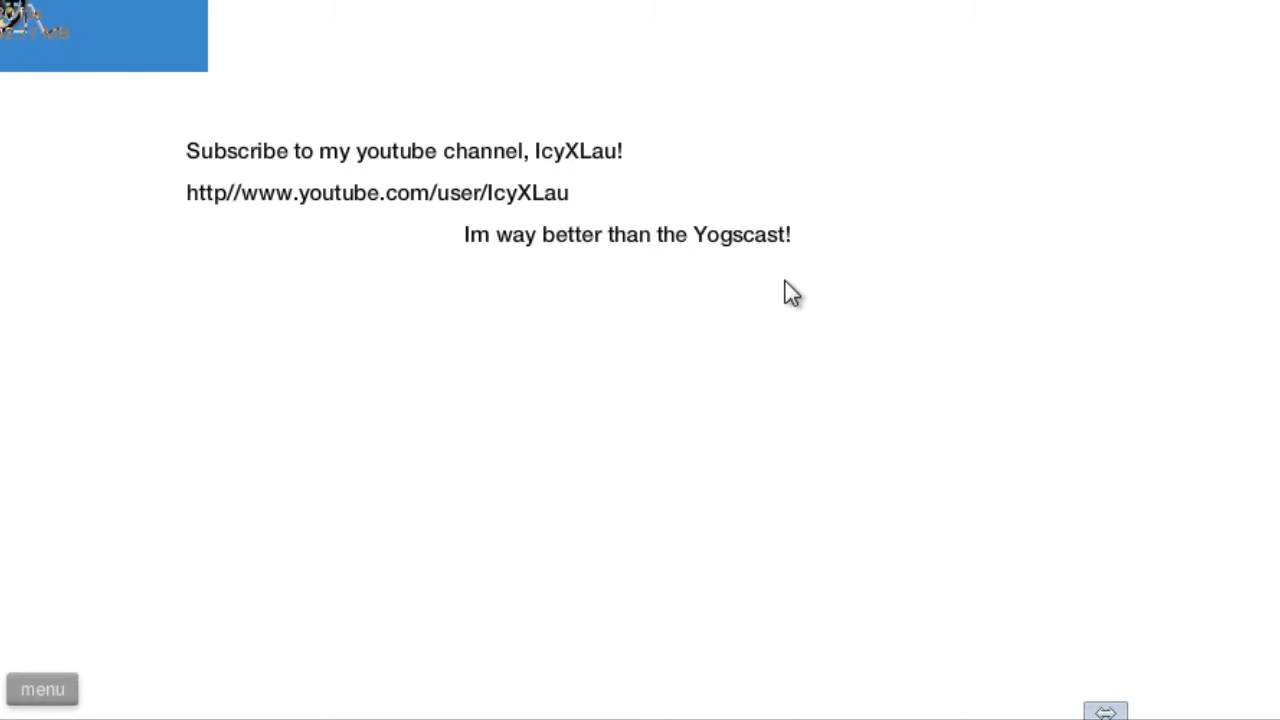 Subscribe to my youtube channel, IcyXLau!
http//www.youtube.com/user/IcyXLau
Im way better than the Yogscast!
menu